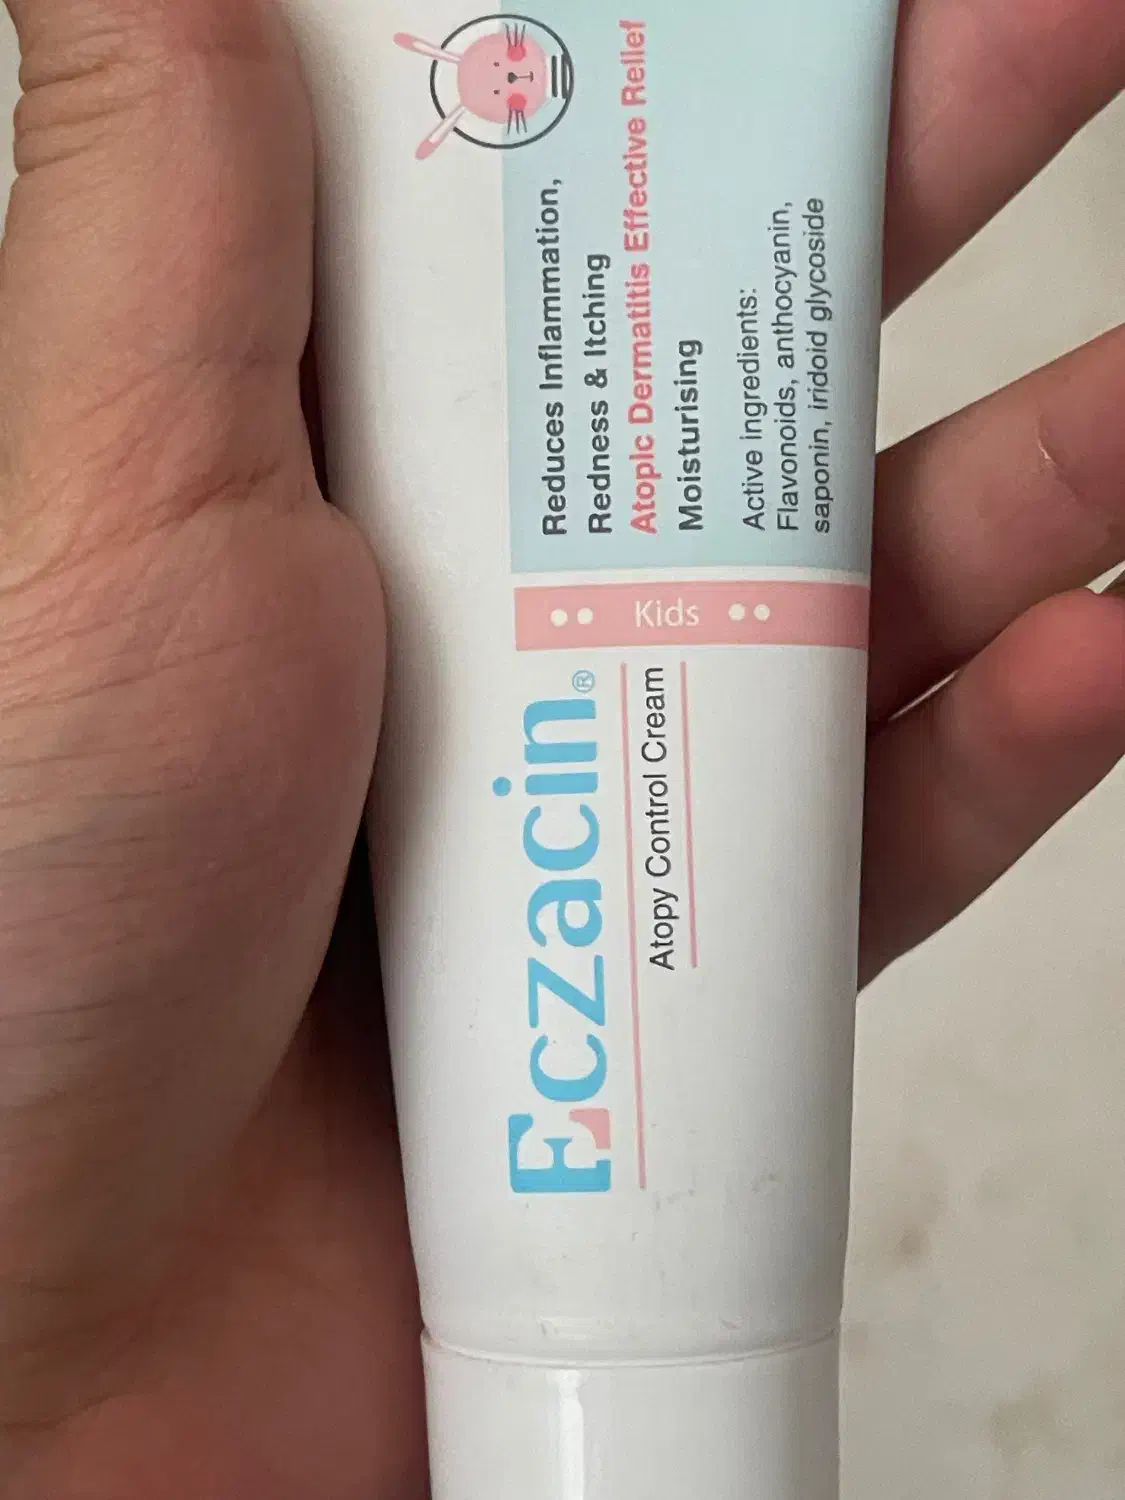 Eczacin®
Atopy Control Cream
Kids
Reduces Inflammation,
Redness & Itching
Atopic Dermatitis Effective Relief
Moisturising
Active ingredients:
Flavonoids, anthocyanin,
saponin, iridoid glycoside